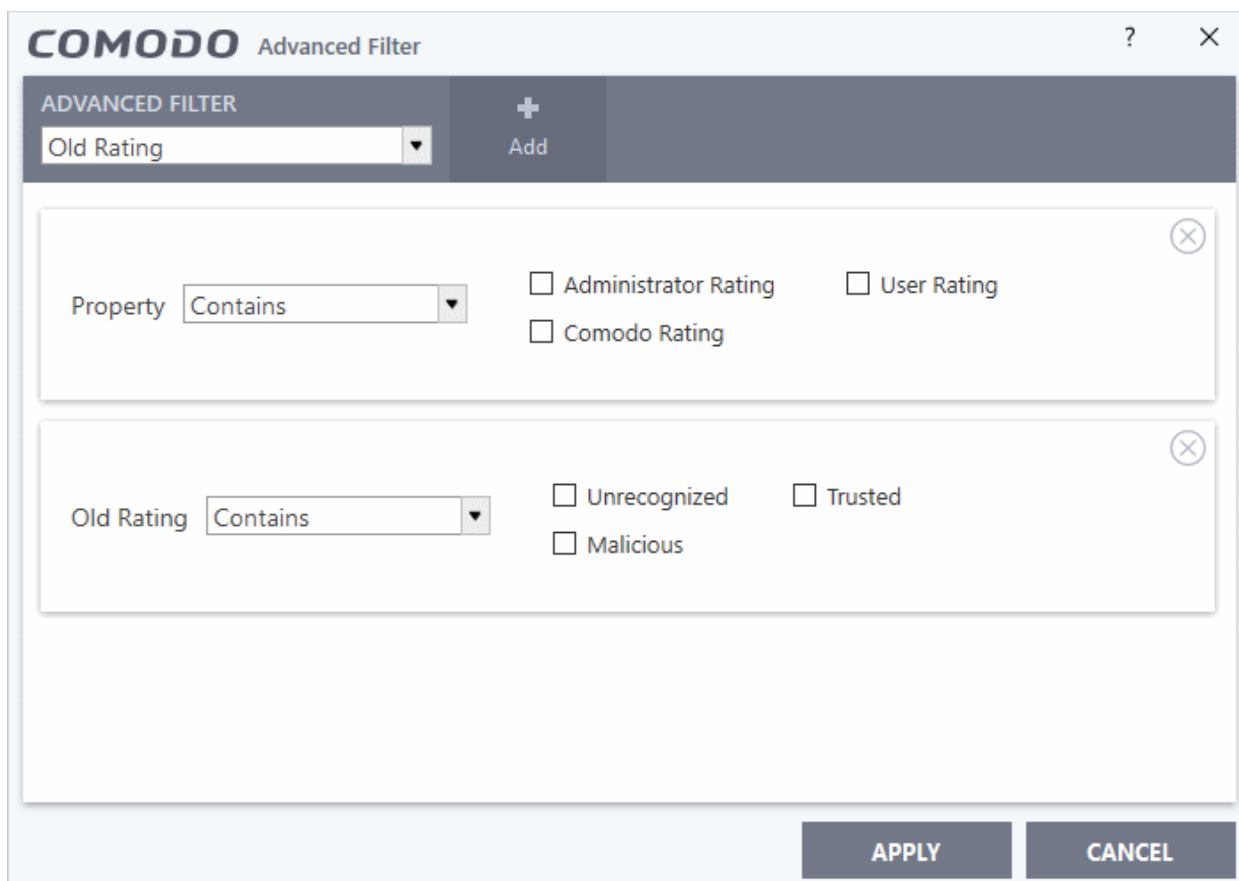 COMODO Advanced Filter ?
ADVANCED FILTER
Old Rating
Add
Property Contains Administrator Rating User Rating
Comodo Rating
Old Rating Contains Unrecognized Trusted
Malicious
APPLY CANCEL